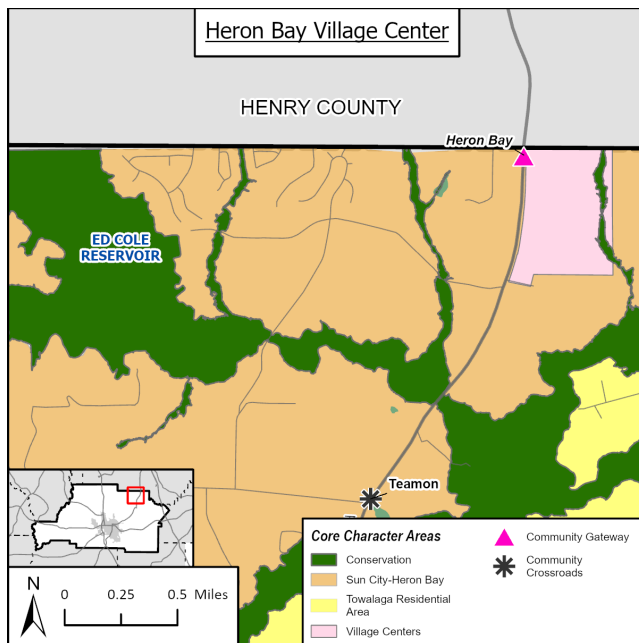 Heron Bay Village Center
HENRY COUNTY
Heron Bay
ED COLE
RESERVOIR
Teamon
N
0 0.25 0.5 Miles
Core Character Areas
Conservation
Sun City-Heron Bay
Towalaga Residential
Area
Village Centers
Community Gateway
Community
Crossroads